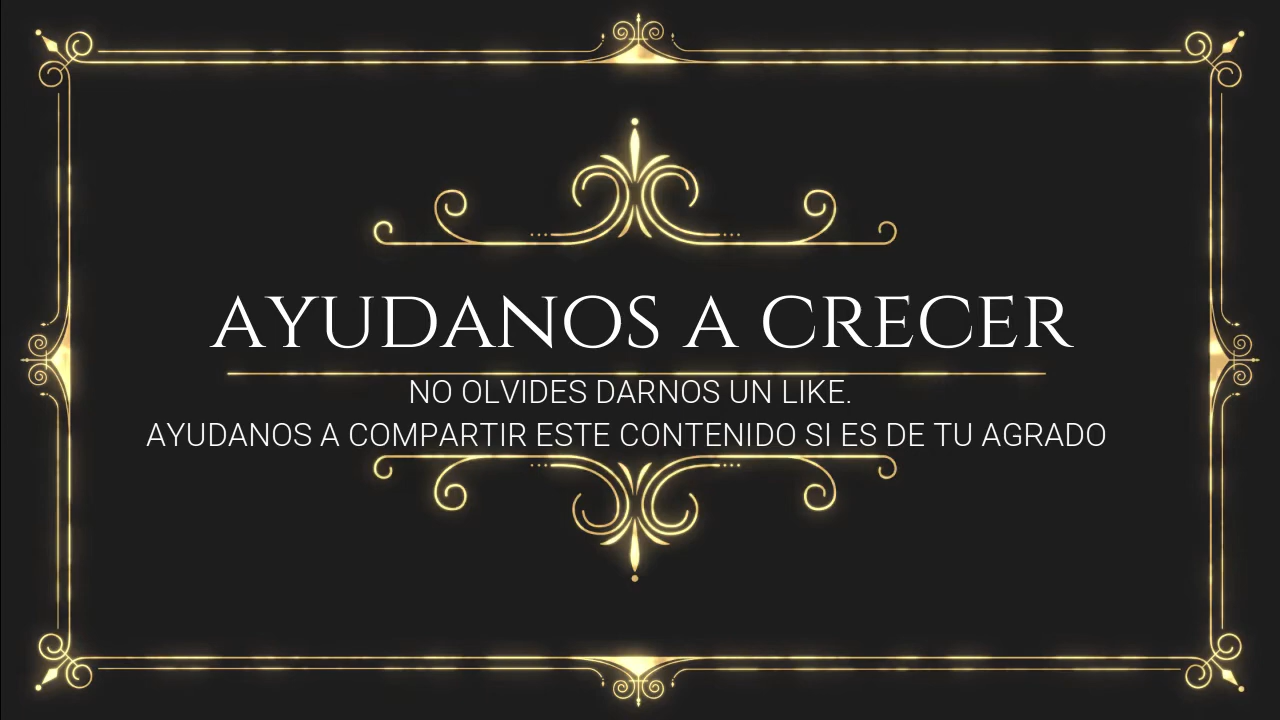 AYUDANOS A CRECER
NO OLVIDES DARNOS UN LIKE.
AYUDANOS A COMPARTIR ESTE CONTENIDO SI ES DE TU AGRADO